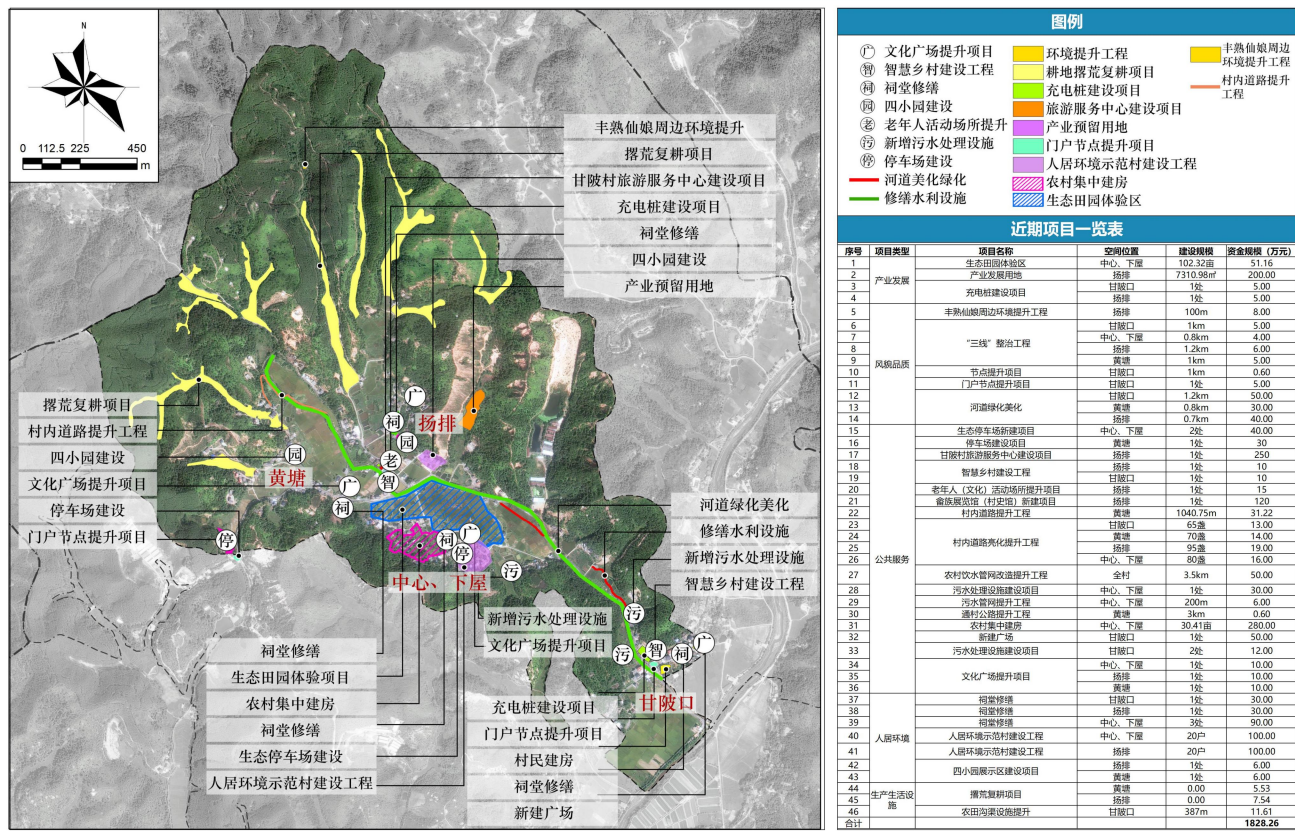 N
0 112.5 225 450
m
丰熟仙娘周边环境提升
撂荒复耕项目
甘陂村旅游服务中心建设项目
充电桩建设项目
祠堂修缮
四小园建设
产业预留用地
撂荒复耕项目
村内道路提升工程
四小园建设
文化广场提升项目
停车场建设
门户节点提升项目
广
祠
园
扬排
老
智
园
黄塘
广
祠
停
祠
广
停
中心、下屋
污
河道绿化美化
修缮水利设施
新增污水处理设施
智慧乡村建设工程
污
污
智
祠
广
甘陂口
新增污水处理设施
文化广场提升项目
祠堂修缮
生态田园体验项目
农村集中建房
祠堂修缮
生态停车场建设
人居环境示范村建设工程
充电桩建设项目
门户节点提升项目
村民建房
祠堂修缮
新建广场
图例
广 文化广场提升项目
智 智慧乡村建设工程
祠 祠堂修缮
园 四小园建设
老 老年人活动场所提升
污 新增污水处理设施
停 停车场建设
河道美化绿化
修缮水利设施
环境提升工程
耕地撂荒复耕项目
充电桩建设项目
旅游服务中心建设项目
产业预留用地
门户节点提升项目
人居环境示范村建设工程
农村集中建房
生态田园体验区
丰熟仙娘周边
环境提升工程
村内道路提升
工程
近期项目一览表
序号 项目类型 项目名称 空间位置 建设规模 资金规模（万元）
1 产业发展 生态田园体验区 中心、下屋 102.32亩 51.16
2 产业发展用地 扬排 7310.98㎡ 200.00
3 充电桩建设项目 甘陂口 1处 5.00
4 扬排 1处 5.00
5 风貌品质 丰熟仙娘周边环境提升工程 扬排 100m 8.00
6 “三线”整治工程 甘陂口 1km 5.00
7 中心、下屋 0.8km 4.00
8 扬排 1.2km 6.00
9 黄塘 1km 5.00
10 节点提升项目 甘陂口 1km 0.60
11 门户节点提升项目 甘陂口 1处 5.00
12 河道绿化美化 甘陂口 1.2km 50.00
13 黄塘 0.8km 30.00
14 扬排 0.7km 40.00
15 公共服务 生态停车场新建项目 中心、下屋 2处 40.00
16 停车场建设项目 黄塘 1处 30
17 甘陂村旅游服务中心建设项目 扬排 1处 250
18 智慧乡村建设工程 扬排 1处 10
19 甘陂口 1处 10
20 老年人（文化）活动场所提升项目 扬排 1处 15
21 畲族展览馆（村史馆）新建项目 扬排 1处 120
22 村内道路提升工程 黄塘 1040.75m 31.22
23 村内道路亮化提升工程 甘陂口 65盏 13.00
24 黄塘 70盏 14.00
25 扬排 95盏 19.00
26 中心、下屋 80盏 16.00
27 农村饮水管网改造提升工程 全村 3.5km 50.00
28 污水处理设施建设项目 中心、下屋 1处 30.00
29 污水管网提升工程 中心、下屋 200m 6.00
30 通村公路提升工程 黄塘 3km 0.60
31 农村集中建房 中心、下屋 30.41亩 280.00
32 新建广场 甘陂口 1处 50.00
33 污水处理设施建设项目 甘陂口 2处 12.00
34 文化广场提升项目 中心、下屋 1处 10.00
35 扬排 1处 10.00
36 黄塘 1处 10.00
37 人居环境 祠堂修缮 甘陂口 1处 30.00
38 祠堂修缮 扬排 1处 30.00
39 祠堂修缮 中心、下屋 3处 90.00
40 人居环境示范村建设工程 中心、下屋 20户 100.00
41 人居环境示范村建设工程 扬排 20户 100.00
42 四小园展示区建设项目 扬排 1处 6.00
43 黄塘 1处 6.00
44 生产生活设施 撂荒复耕项目 黄塘 0.00 5.53
45 扬排 0.00 7.54
46 农田沟渠设施提升 甘陂口 387m 11.61
合计 1828.26